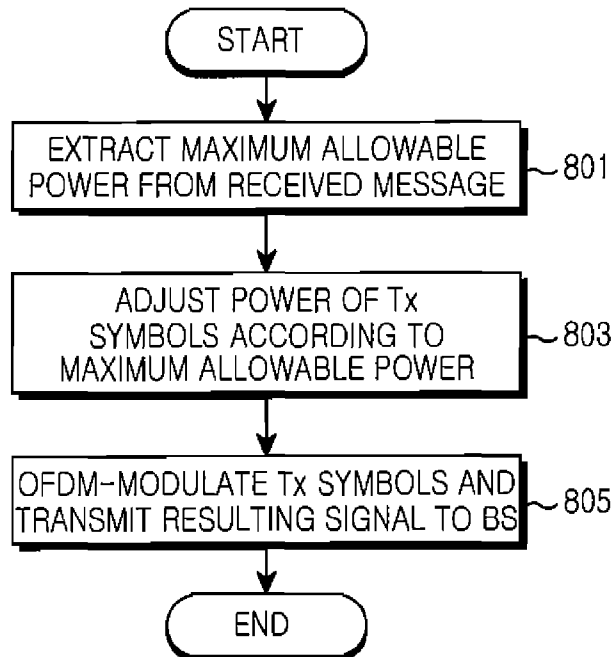 START
EXTRACT MAXIMUM ALLOWABLE
POWER FROM RECEIVED MESSAGE
801
ADJUST POWER OF Tx
SYMBOLS ACCORDING TO
MAXIMUM ALLOWABLE POWER
803
OFDM-MODULATE Tx SYMBOLS AND
TRANSMIT RESULTING SIGNAL TO BS
805
END